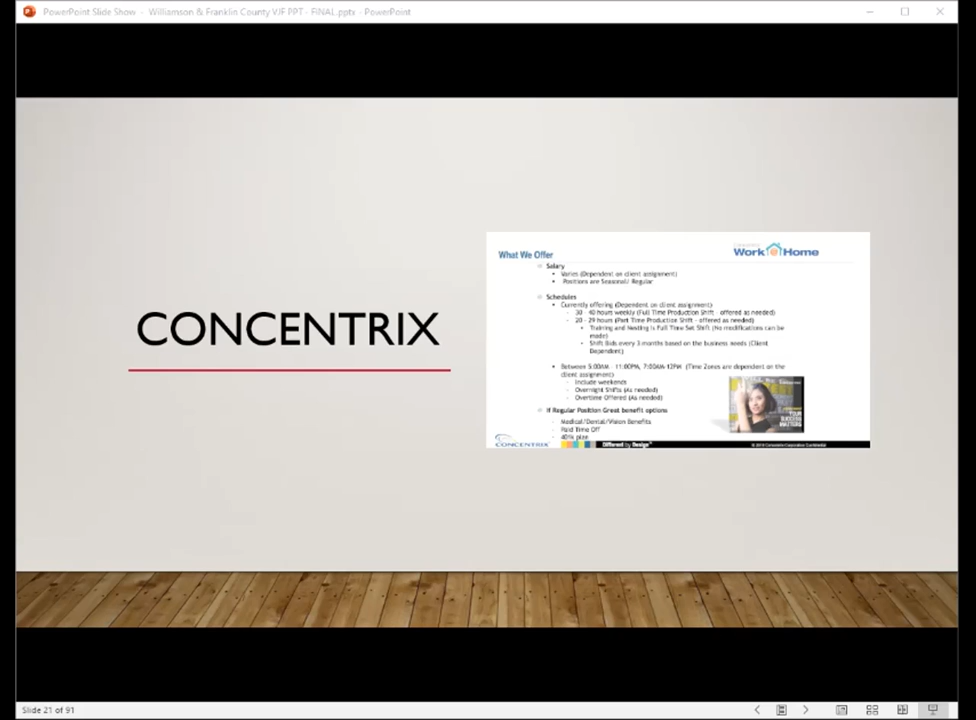 PowerPoint Slide Show - Williamson & Franklin County VJF PPT - FINAL.pptx - PowerPoint
CONCENTRIX
What We Offer
Work@Home
Salary
Varies (Dependent on client assignment)
Positions are Seasonal/ Regular
Schedules
Currently offering (Dependent on client assignment)
30 - 40 hours weekly (Full Time Production Shift - offered as needed)
20 - 29 hours (Part Time Production Shift - offered as needed)
Training and Nesting is Full Time Set Shift (No modifications can be
made)
Shift Bids every 3 months based on the business needs (Client
Dependent)
Between 5:00AM - 11:00PM, 7:00AM-12PM (Time Zones are dependent on the
client assignment)
Include weekends
Overnight Shifts (As needed)
Overtime Offered (As needed)
If Regular Position Great benefit options
Medical/Dental/Vision Benefits
Paid Time Off
401k plan
YOUR
SUCCESS
MATTERS
CONCENTRIX
Different by Design
Slide 21 of 91